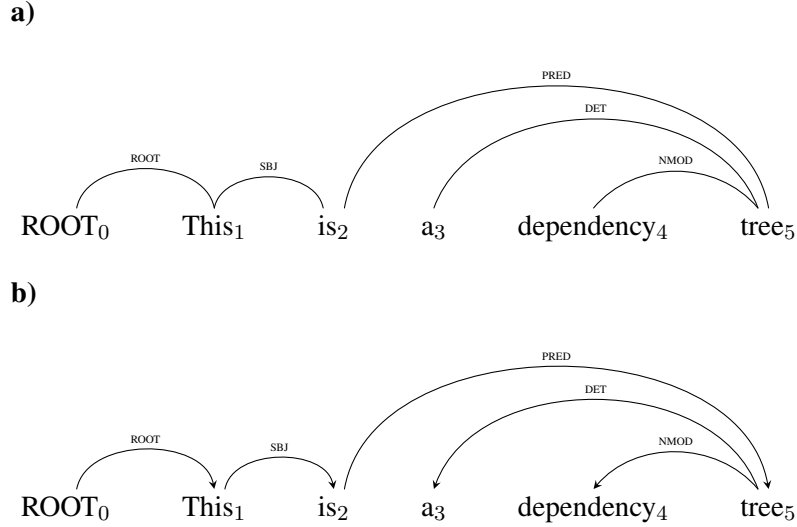 a)
PRED
DET
ROOT SBJ NMOD
ROOT₀ This₁ is₂ a₃ dependency₄ tree₅
b)
PRED
DET
ROOT SBJ NMOD
ROOT₀ This₁ is₂ a₃ dependency₄ tree₅